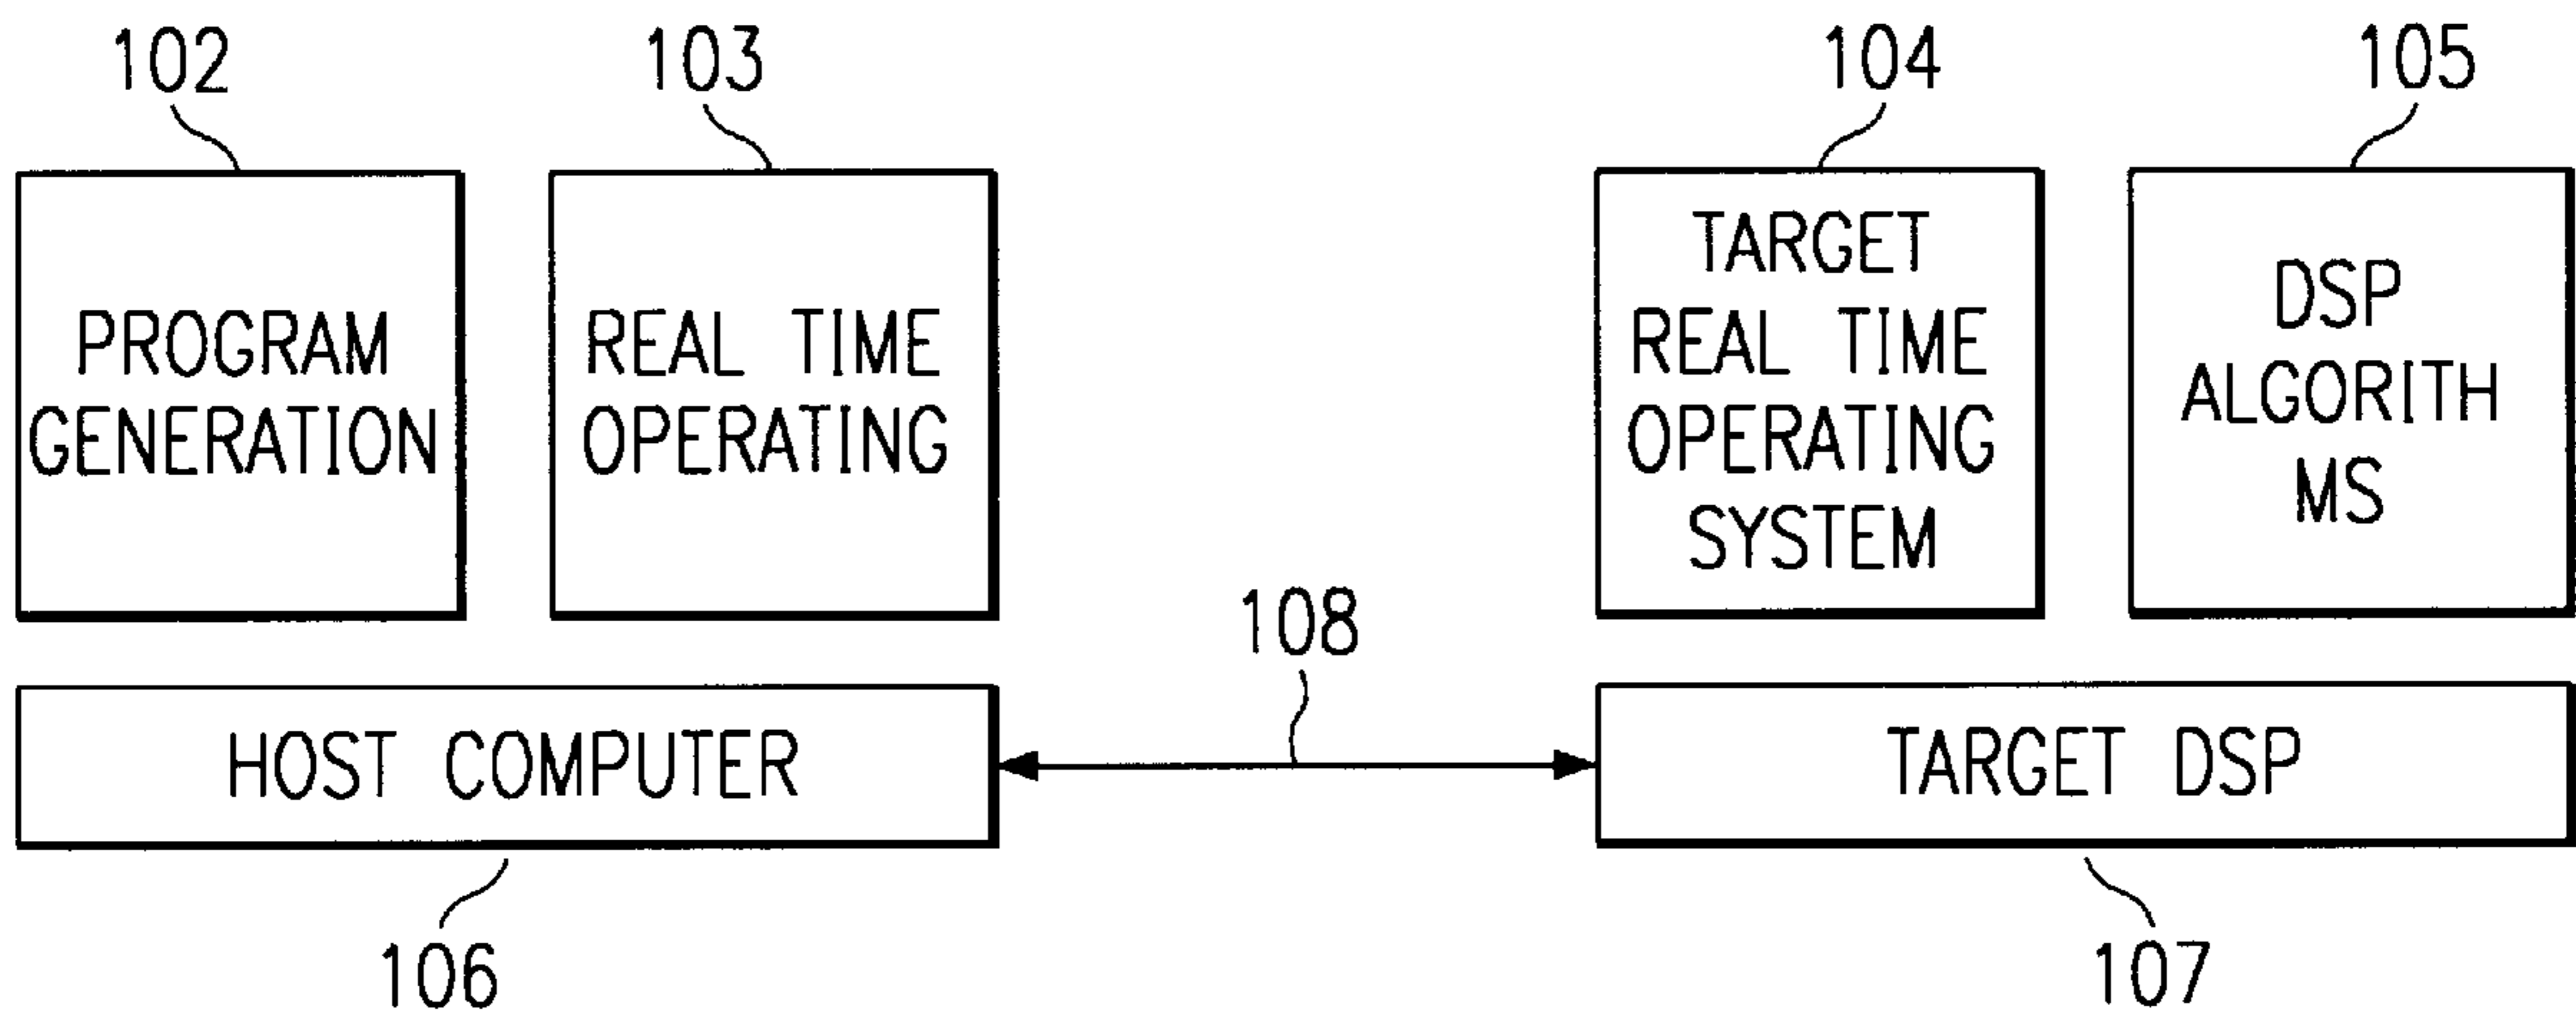 102
103
104
105
PROGRAM
GENERATION
REAL TIME
OPERATING
TARGET
REAL TIME
OPERATING
SYSTEM
DSP
ALGORITH
MS
108
HOST COMPUTER
TARGET DSP
106
107